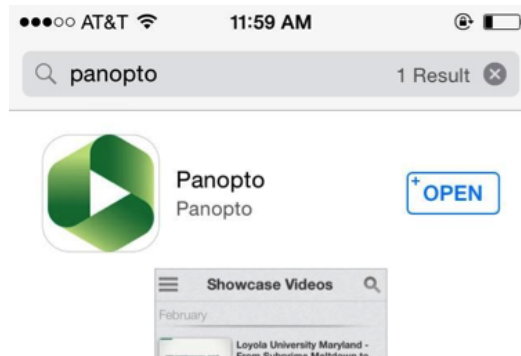 AT&T 11:59 AM
panopto 1 Result
Panopto
Panopto
+OPEN
Showcase Videos
February
Loyola University Maryland -
From Subprime Meltdown to